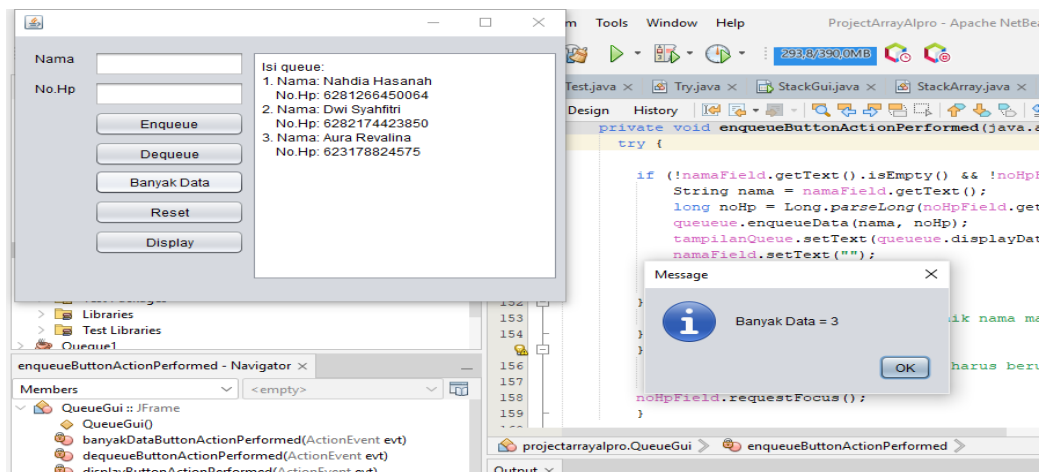 Nama
No.Hp
Enqueue
Dequeue
Banyak Data
Reset
Display
Isi queue:
1. Nama: Nahdia Hasanah
No.Hp: 6281266450064
2. Nama: Dwi Syahfitri
No.Hp: 6282174423850
3. Nama: Aura Revalina
No.Hp: 623178824575
m Tools Window Help ProjectArrayAlpro - Apache NetBea
293,8/390,0MB
Test.java Try.java StackGui.java StackArray.java
Design History
private void enqueueButtonActionPerformed(java.a
try {
if (!namaField.getText().isEmpty() && !noHpF
String nama = namaField.getText();
long noHp = Long.parseLong(noHpField.get
queueue.enqueueData(nama, noHp);
tampilanQueue.setText(queueue.displayDat
namaField.setText("");
Message
Banyak Data = 3
OK
152 }
153 ik nama ma
154 }
}
156 harus beru
157
158 noHpField.requestFocus();
159 }
Libraries
Test Libraries
Queque1
enqueueButtonActionPerformed - Navigator
Members <empty>
QueueGui :: JFrame
QueueGui()
banyakDataButtonActionPerformed(ActionEvent evt)
dequeueButtonActionPerformed(ActionEvent evt)
displayButtonActionPerformed(ActionEvent evt)
projectarrayalpro.QueueGui enqueueButtonActionPerformed
Output